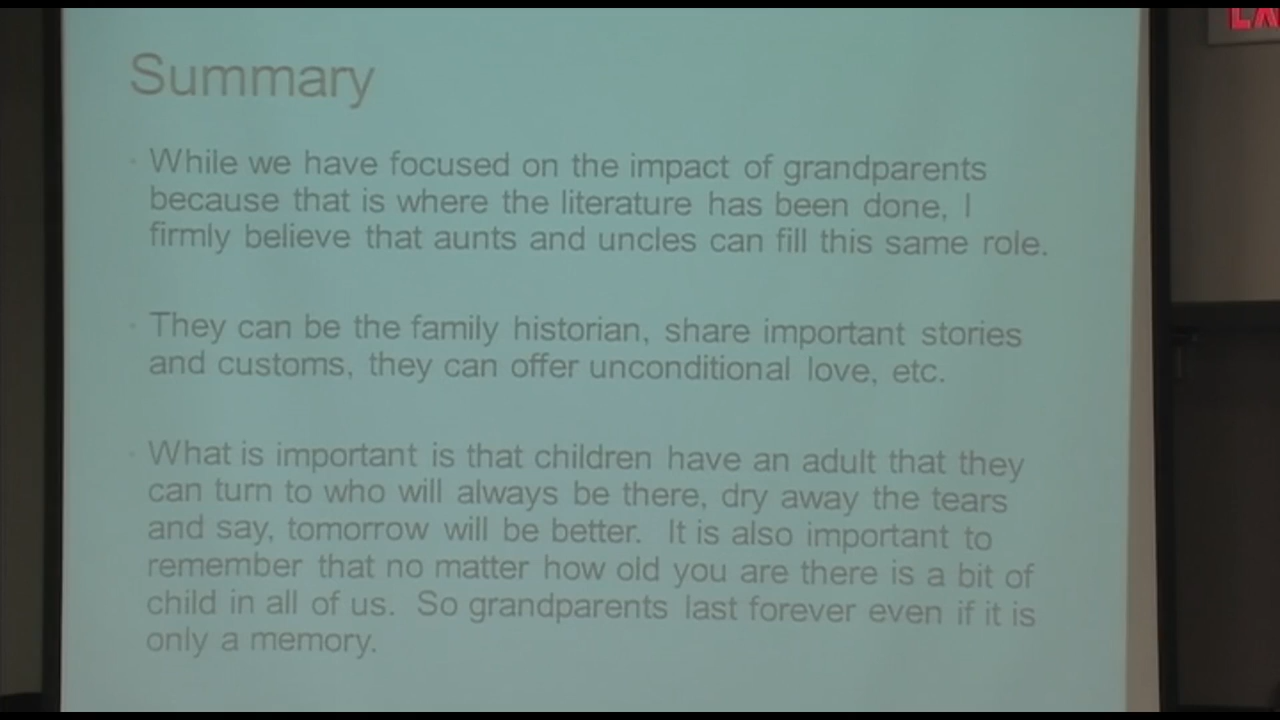 Summary
While we have focused on the impact of grandparents
because that is where the literature has been done, I
firmly believe that aunts and uncles can fill this same role.
They can be the family historian, share important stories
and customs, they can offer unconditional love, etc.
What is important is that children have an adult that they
can turn to who will always be there, dry away the tears
and say, tomorrow will be better. It is also important to
remember that no matter how old you are there is a bit of
child in all of us. So grandparents last forever even if it is
only a memory.